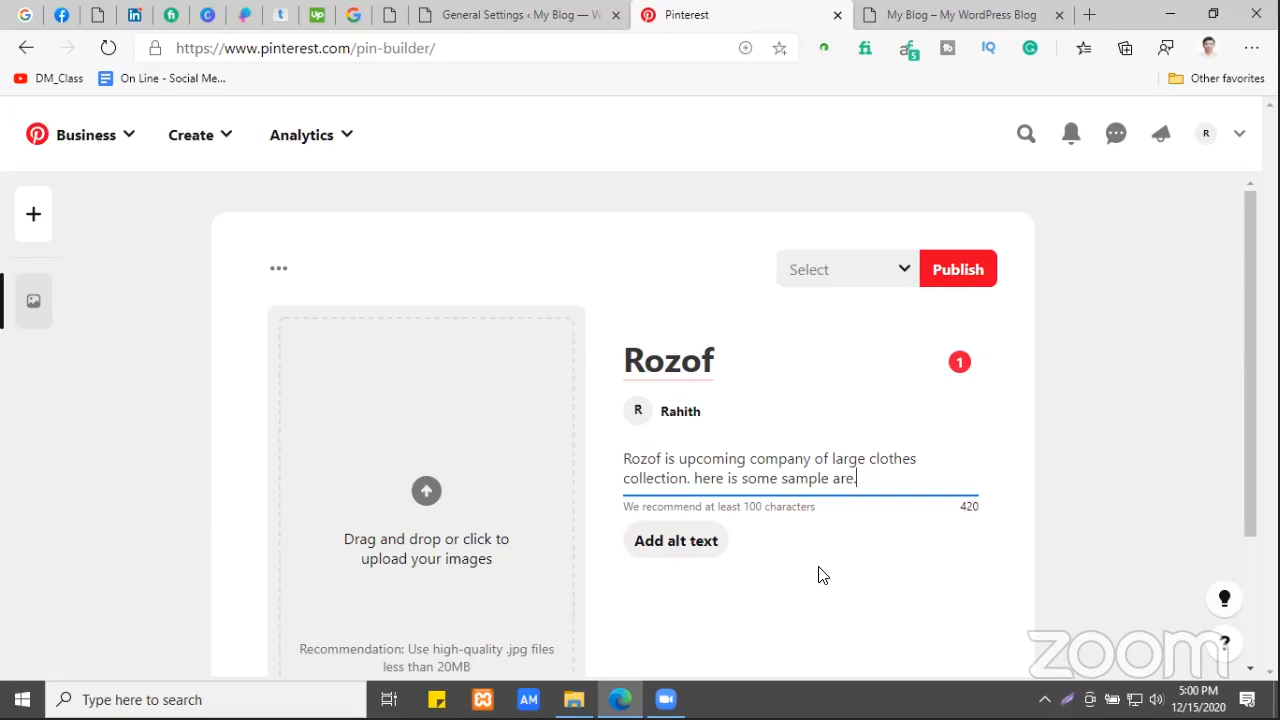 General Settings ‹ My Blog — W
Pinterest
My Blog – My WordPress Blog
https://www.pinterest.com/pin-builder/
5
IQ
DM_Class
On Line - Social Me...
Other favorites
Business
Create
Analytics
R
Select
Publish
Rozof
1
R
Rahith
Rozof is upcoming company of large clothes
collection. here is some sample are.
We recommend at least 100 characters
420
Add alt text
Drag and drop or click to
upload your images
Recommendation: Use high-quality .jpg files
less than 20MB
?
zoom
Type here to search
AM
5:00 PM
12/15/2020